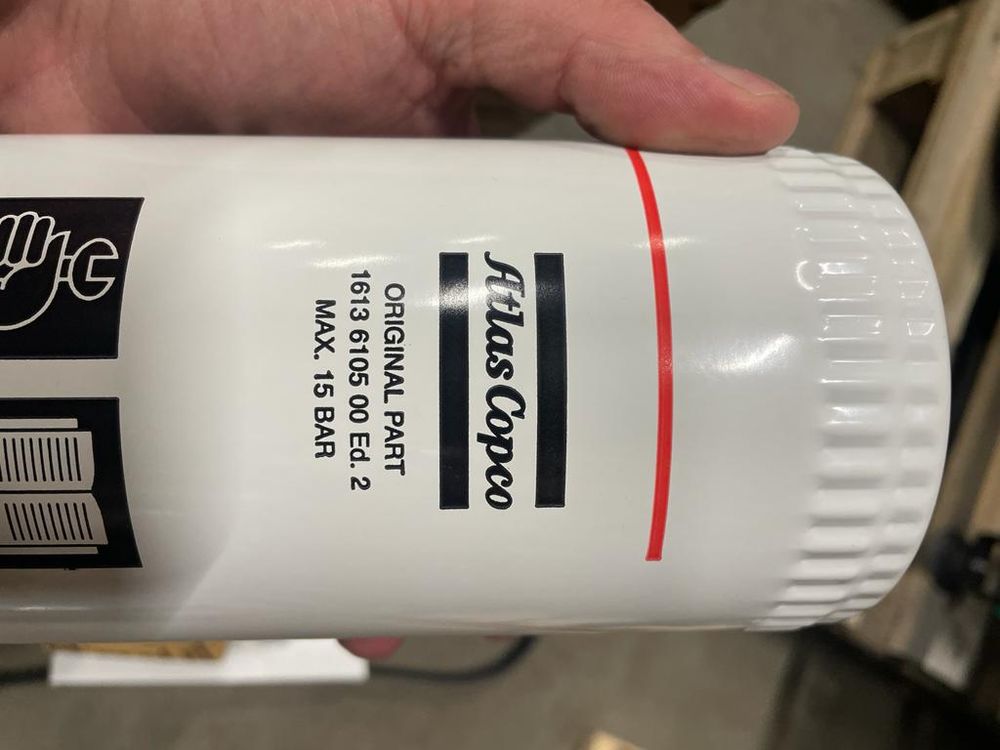 Atlas Copco
ORIGINAL PART
1613 6105 00 Ed. 2
MAX. 15 BAR